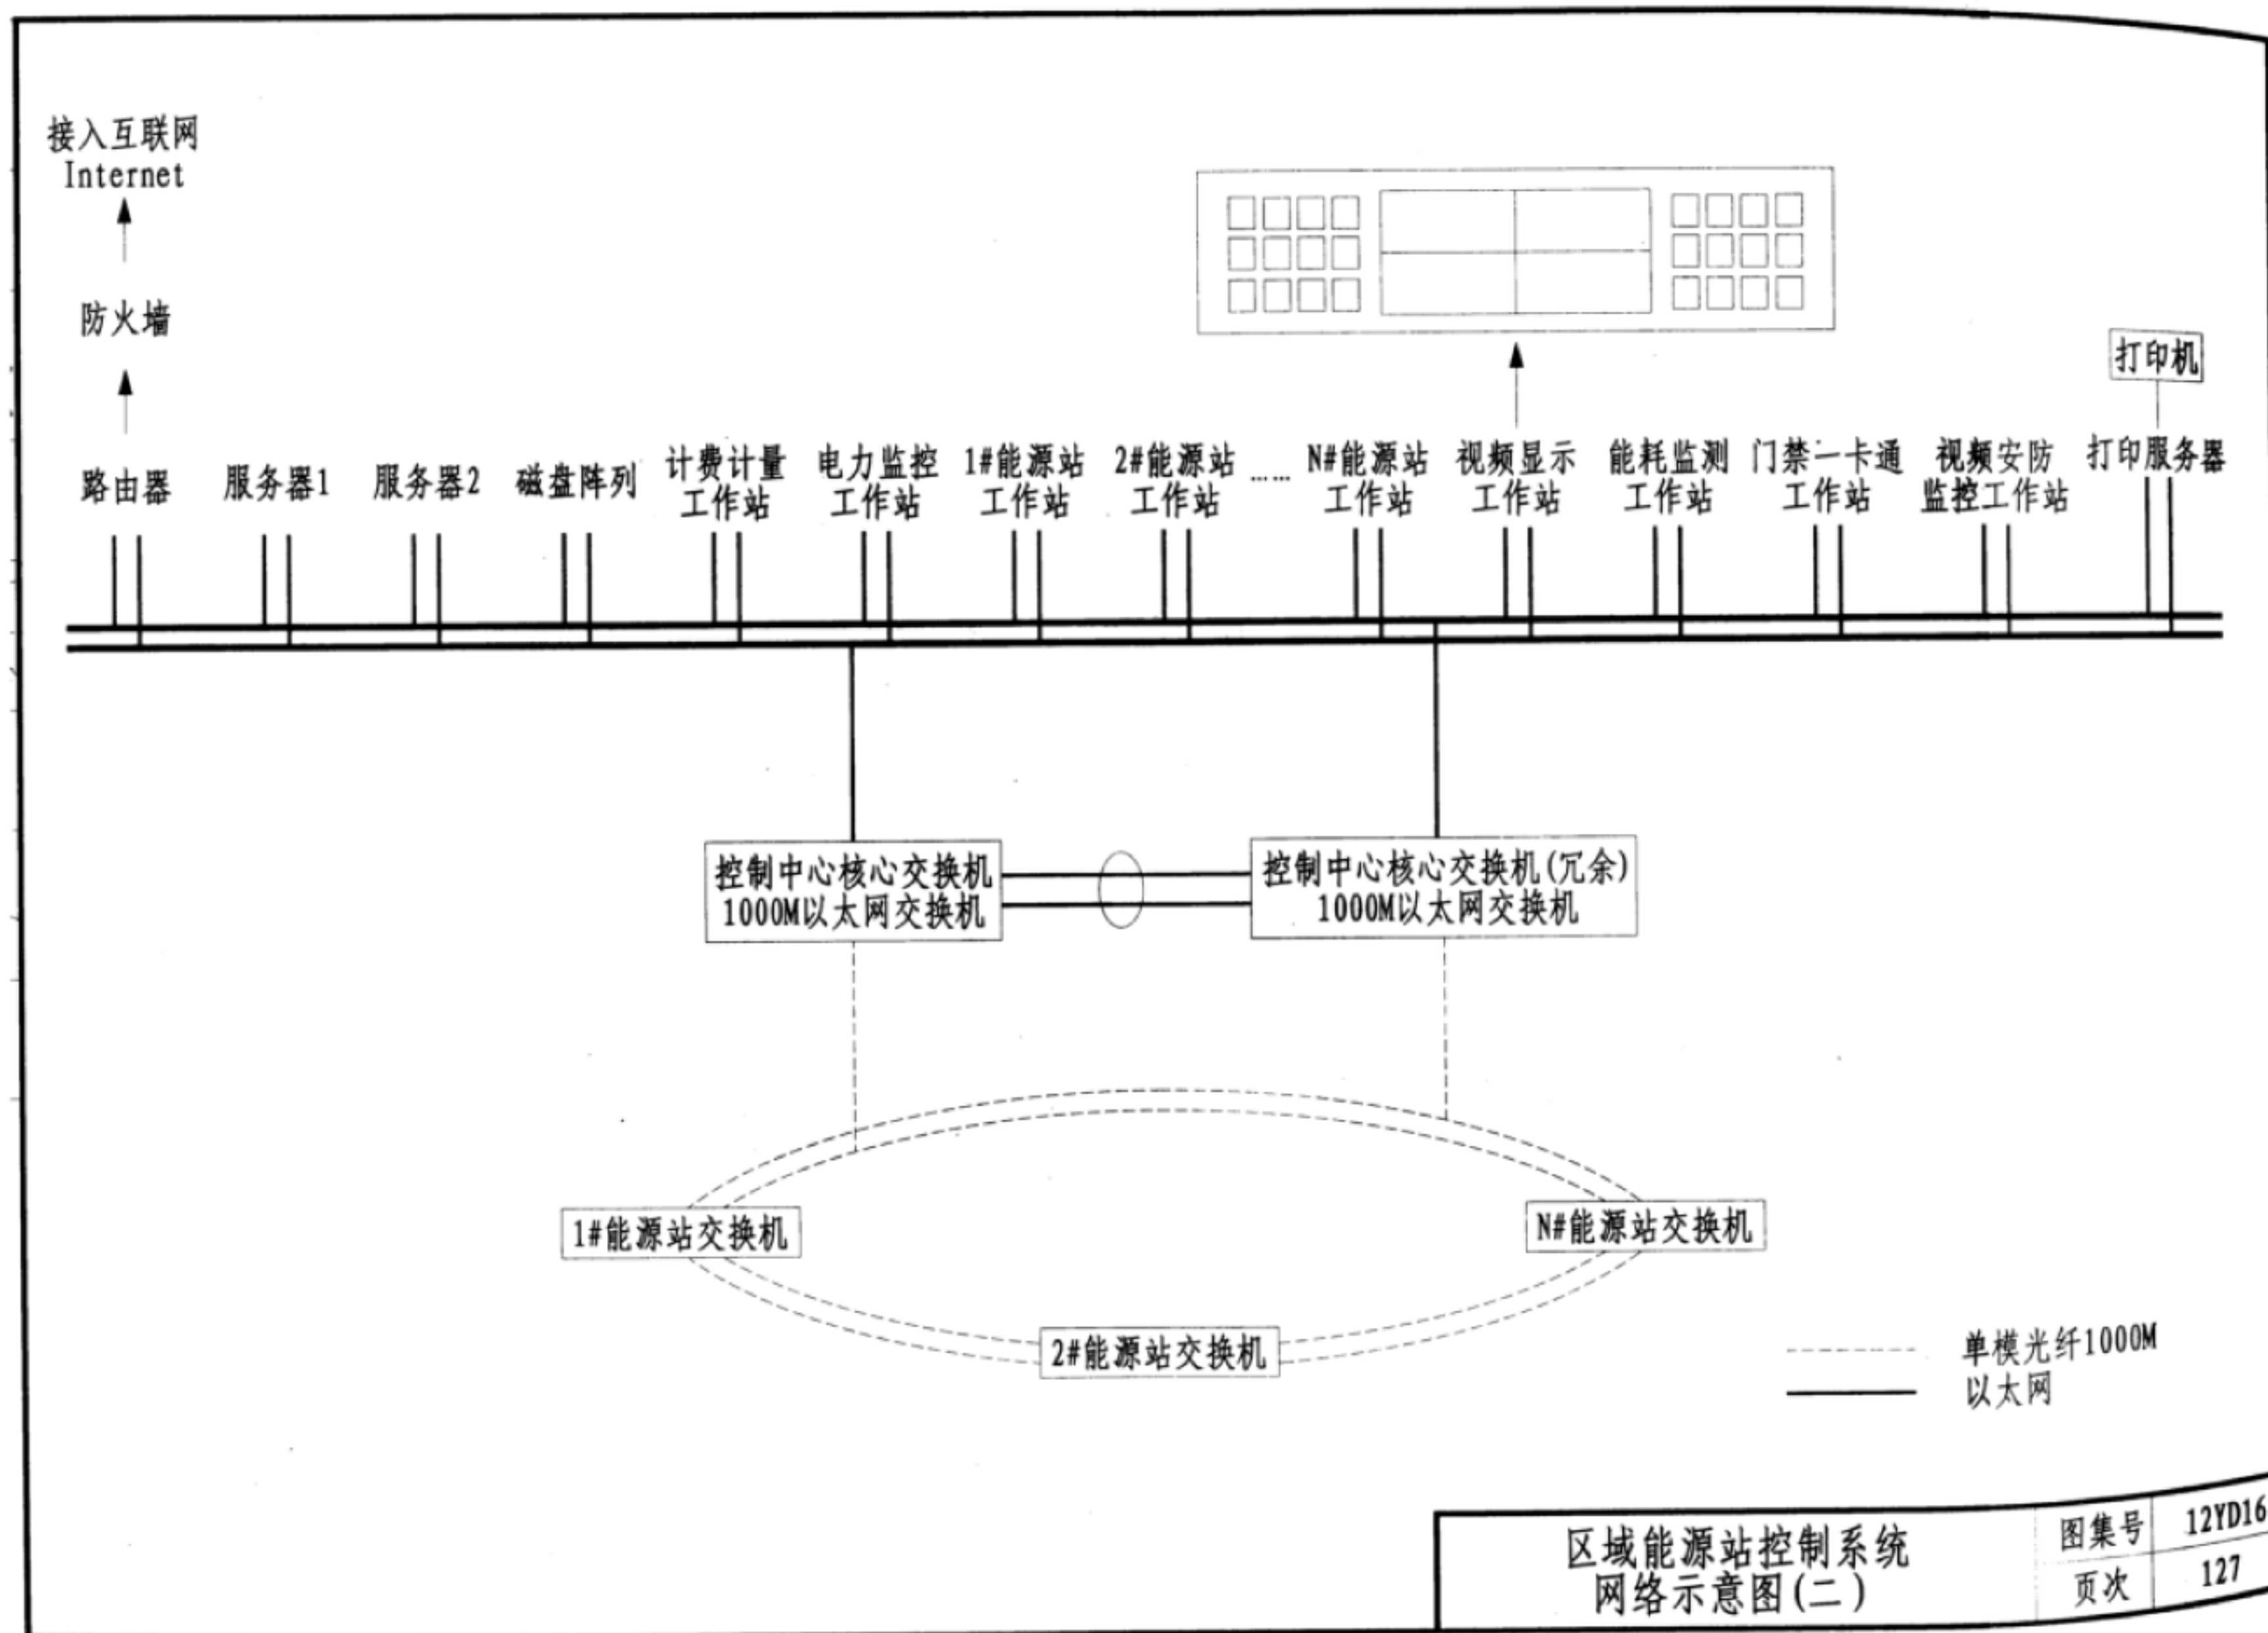 接入互联网
Internet
防火墙
打印机
路由器
服务器1
服务器2
磁盘阵列
计费计量
工作站
电力监控
工作站
1#能源站
工作站
2#能源站
工作站
……
N#能源站
工作站
视频显示
工作站
能耗监测
工作站
门禁一卡通
工作站
视频安防
监控工作站
打印服务器
控制中心核心交换机
1000M以太网交换机
控制中心核心交换机(冗余)
1000M以太网交换机
1#能源站交换机
N#能源站交换机
2#能源站交换机
单模光纤1000M
以太网
区域能源站控制系统
网络示意图(二)
图集号 12YD16
页次 127